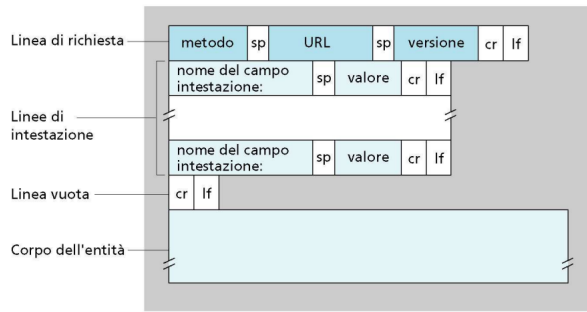 Linea di richiesta
metodo sp URL sp versione cr lf
nome del campo
intestazione: sp valore cr lf
Linee di
intestazione
nome del campo
intestazione: sp valore cr lf
Linea vuota
cr lf
Corpo dell'entità